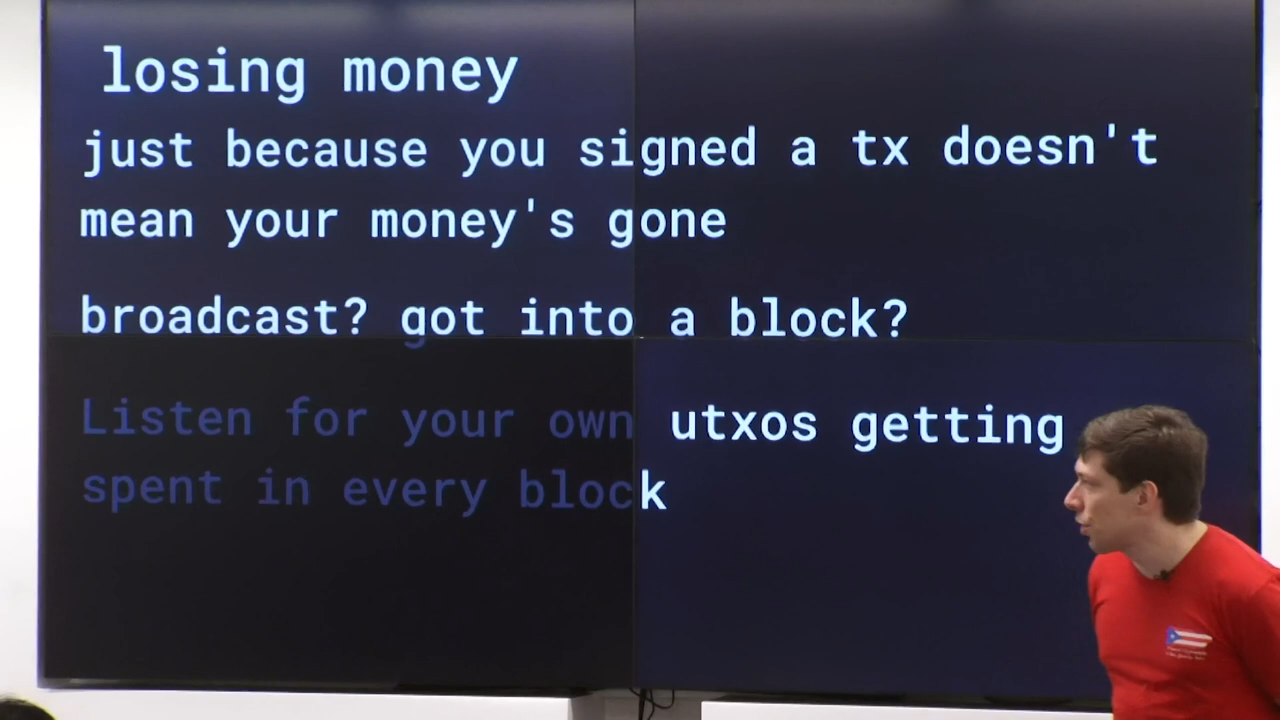 losing money
just because you signed a tx doesn't
mean your money's gone
broadcast? got into a block?
Listen for your own utxos getting
spent in every block